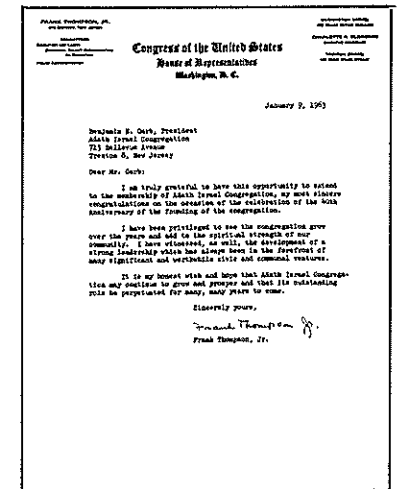 FRANK THOMPSON, JR.
Congress of the United States
House of Representatives
Washington, D. C.
January 9, 1963
Benjamin E. Garb, President
Adath Israel Congregation
715 Bellevue Avenue
Trenton 8, New Jersey
Dear Mr. Garb:
I am truly grateful to have this opportunity to extend
to the membership of Adath Israel Congregation, my most sincere
congratulations on the occasion of the celebration of the 40th
Anniversary of the founding of the congregation.
I have been privileged to see the congregation grow
over the years and add to the spiritual strength of our
community. I have witnessed, as well, the development of a
strong leadership which has always been in the forefront of
many significant and worthwhile civic and communal ventures.
It is my honest wish and hope that Adath Israel Congrega-
tion may continue to grow and prosper and that its outstanding
role be perpetuated for many, many years to come.
Sincerely yours,
Frank Thompson Jr.
Frank Thompson, Jr.